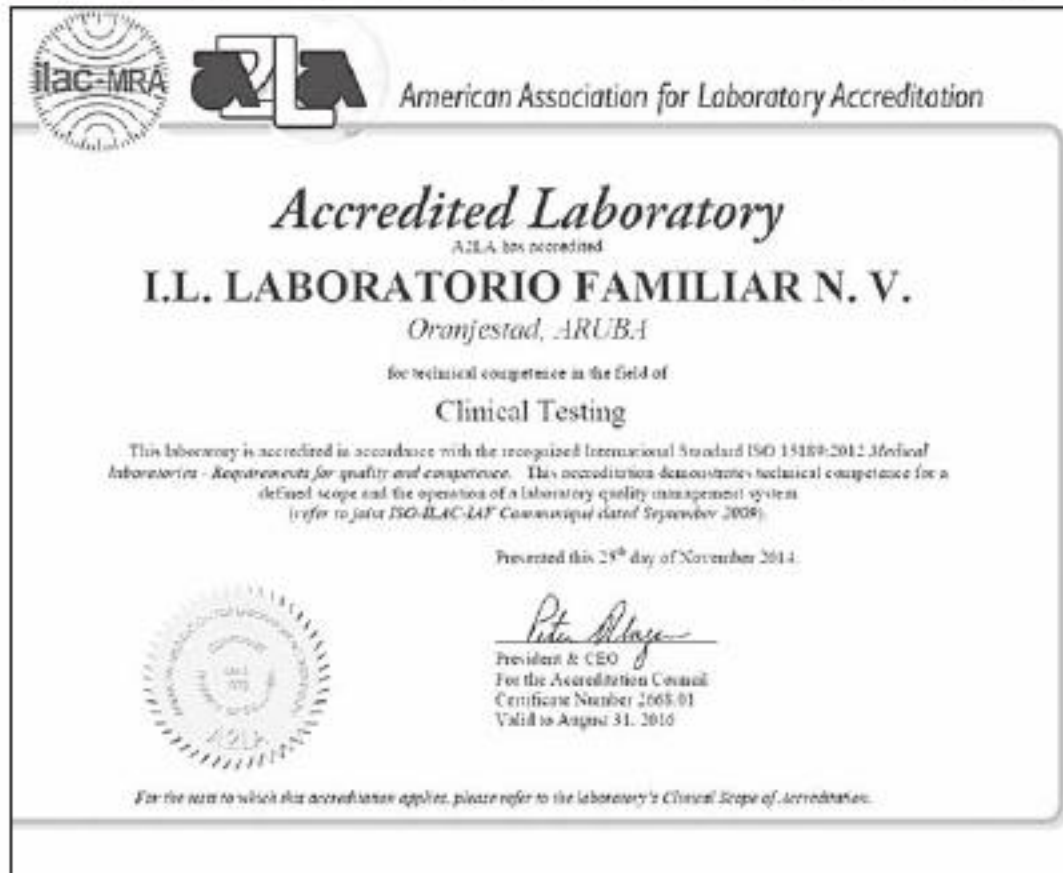 ilac-MRA
A2LA
American Association for Laboratory Accreditation
Accredited Laboratory
A2LA has accredited
I.L. LABORATORIO FAMILIAR N. V.
Oranjestad, ARUBA
for technical competence in the field of
Clinical Testing
This laboratory is accredited in accordance with the recognized International Standard ISO 15189:2012 Medical
laboratories - Requirements for quality and competence. This accreditation demonstrates technical competence for a
defined scope and the operation of a laboratory quality management system
(refer to joint ISO-ILAC-IAF Communiqué dated September 2009).
Presented this 25th day of November 2014.
Peter
President & CEO
For the Accreditation Council
Certificate Number 2668.01
Valid to August 31, 2016
A2LA
For the tests to which this accreditation applies, please refer to the laboratory's Clinical Scope of Accreditation.